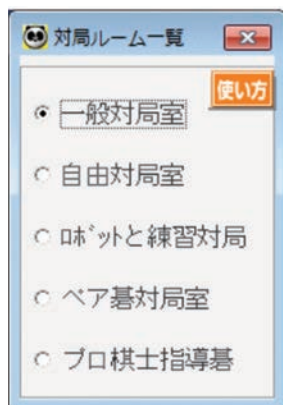 対局ルーム一覧
使い方
一般対局室
自由対局室
ﾛﾎﾞｯﾄと練習対局
ペア碁対局室
プロ棋士指導碁